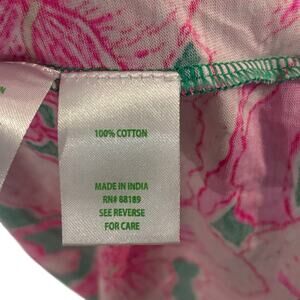 100% COTTON
MADE IN INDIA
RN# 88189
SEE REVERSE
FOR CARE